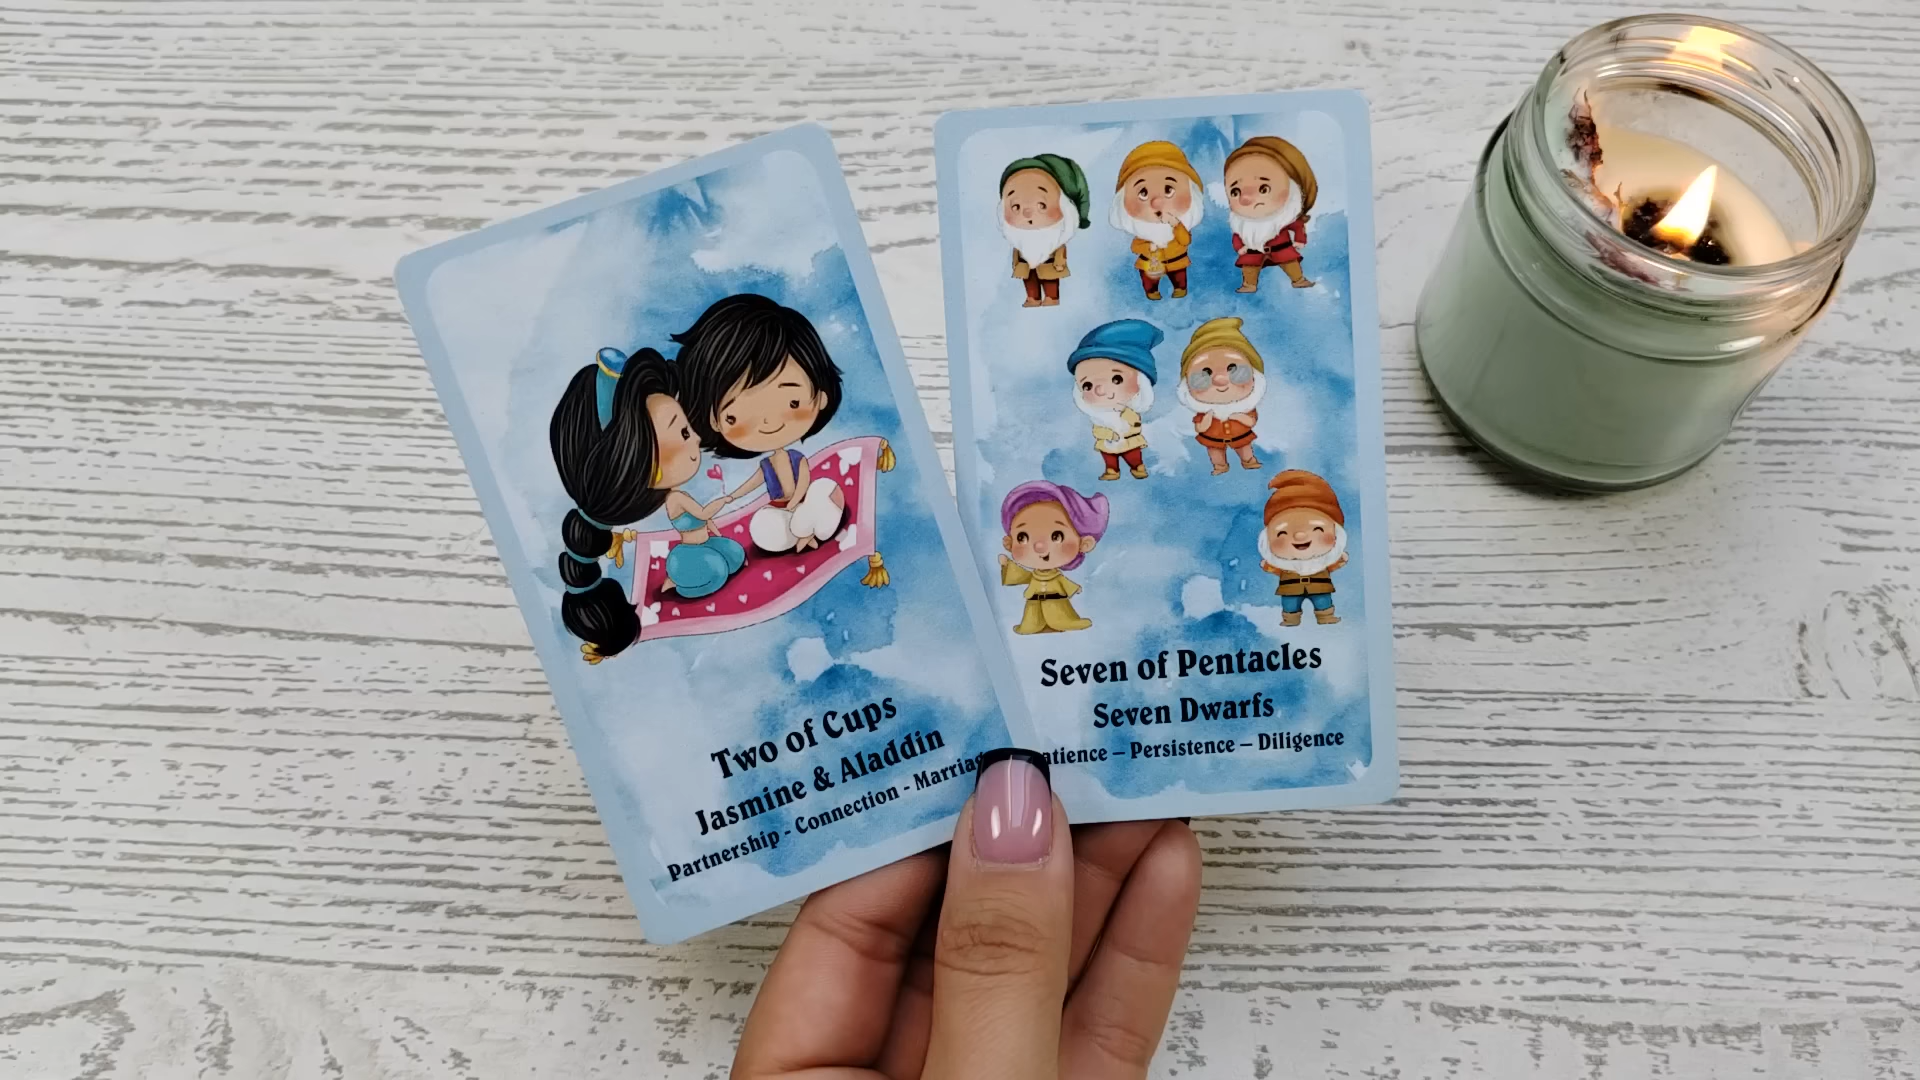 Two of Cups
Jasmine & Aladdin
Partnership - Connection -
Seven of Pentacles
Seven Dwarfs
– Persistence – Diligence